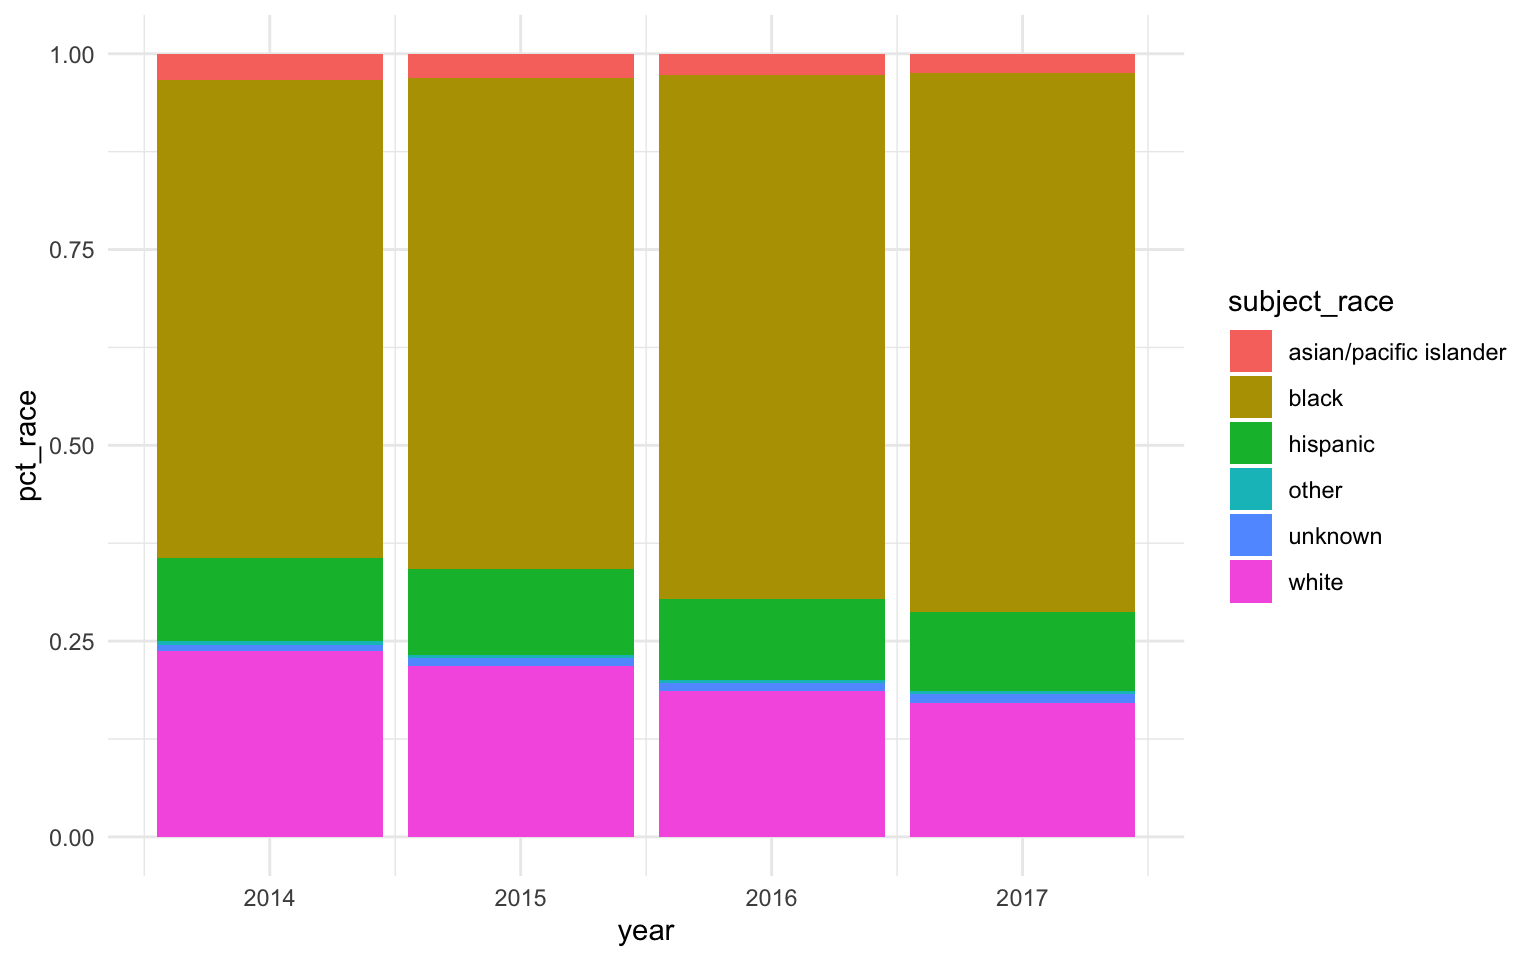 1.00
0.75
0.50
0.25
0.00
pct_race
2014 2015 2016 2017
year
subject_race
asian/pacific islander
black
hispanic
other
unknown
white